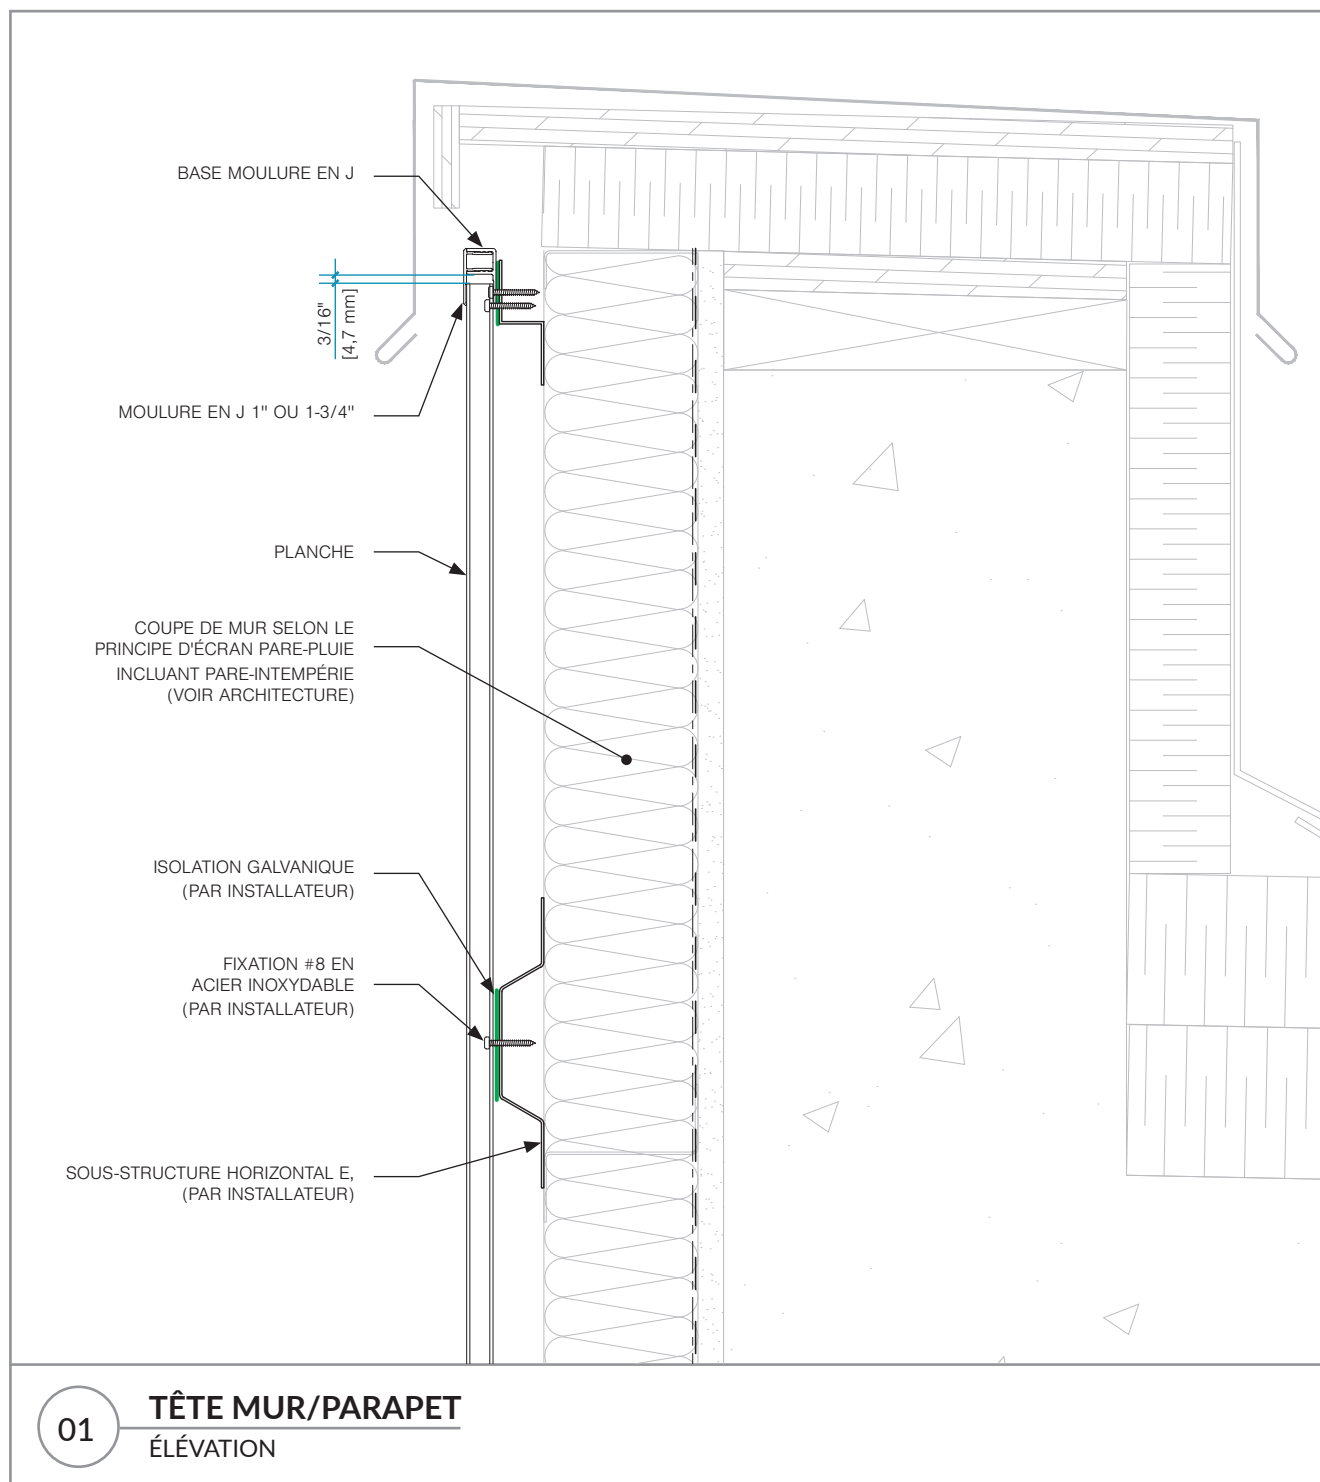 BASE MOULURE EN J
3/16"
[4,7 mm]
MOULURE EN J 1" OU 1-3/4"
PLANCHE
COUPE DE MUR SELON LE
PRINCIPE D'ÉCRAN PARE-PLUIE
INCLUANT PARE-INTEMPÉRIE
(VOIR ARCHITECTURE)
ISOLATION GALVANIQUE
(PAR INSTALLATEUR)
FIXATION #8 EN
ACIER INOXYDABLE
(PAR INSTALLATEUR)
SOUS-STRUCTURE HORIZONTAL E,
(PAR INSTALLATEUR)
01
TÊTE MUR/PARAPET
ÉLÉVATION